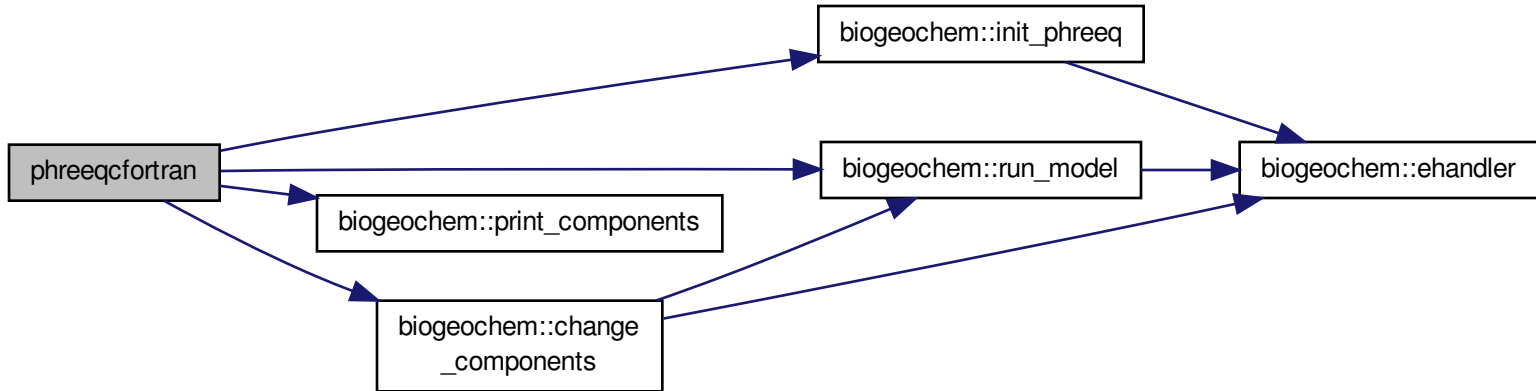 biogeochem::init_phreeq
phreeqcfortran
biogeochem::run_model
biogeochem::ehandler
biogeochem::print_components
biogeochem::change
_components